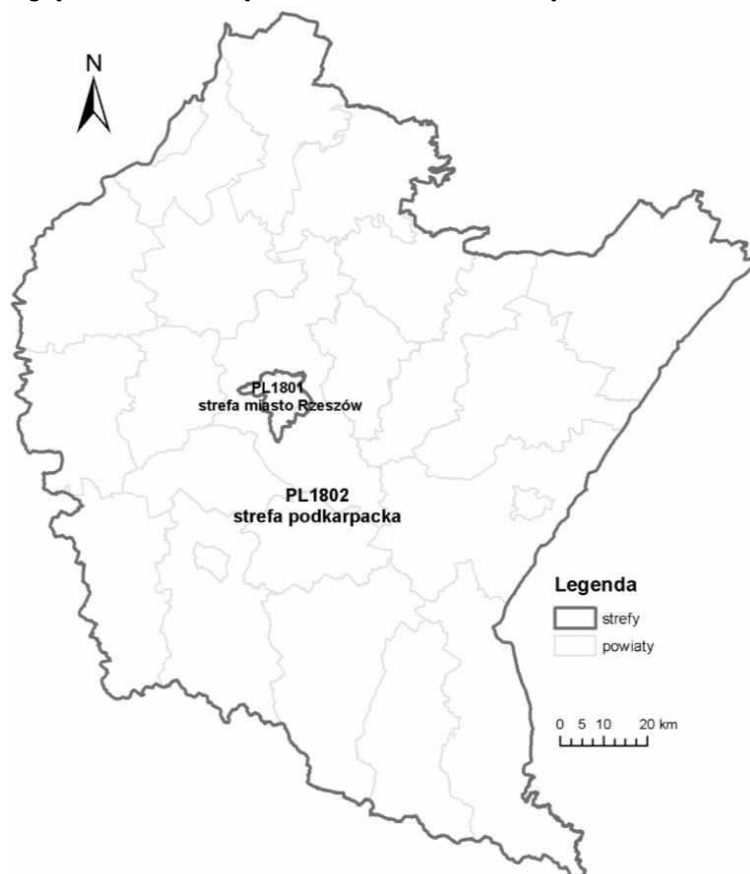 N
PL1801
strefa miasto Rzeszów
PL1802
strefa podkarpacka
Legenda
strefy
powiaty
0 5 10 20 km